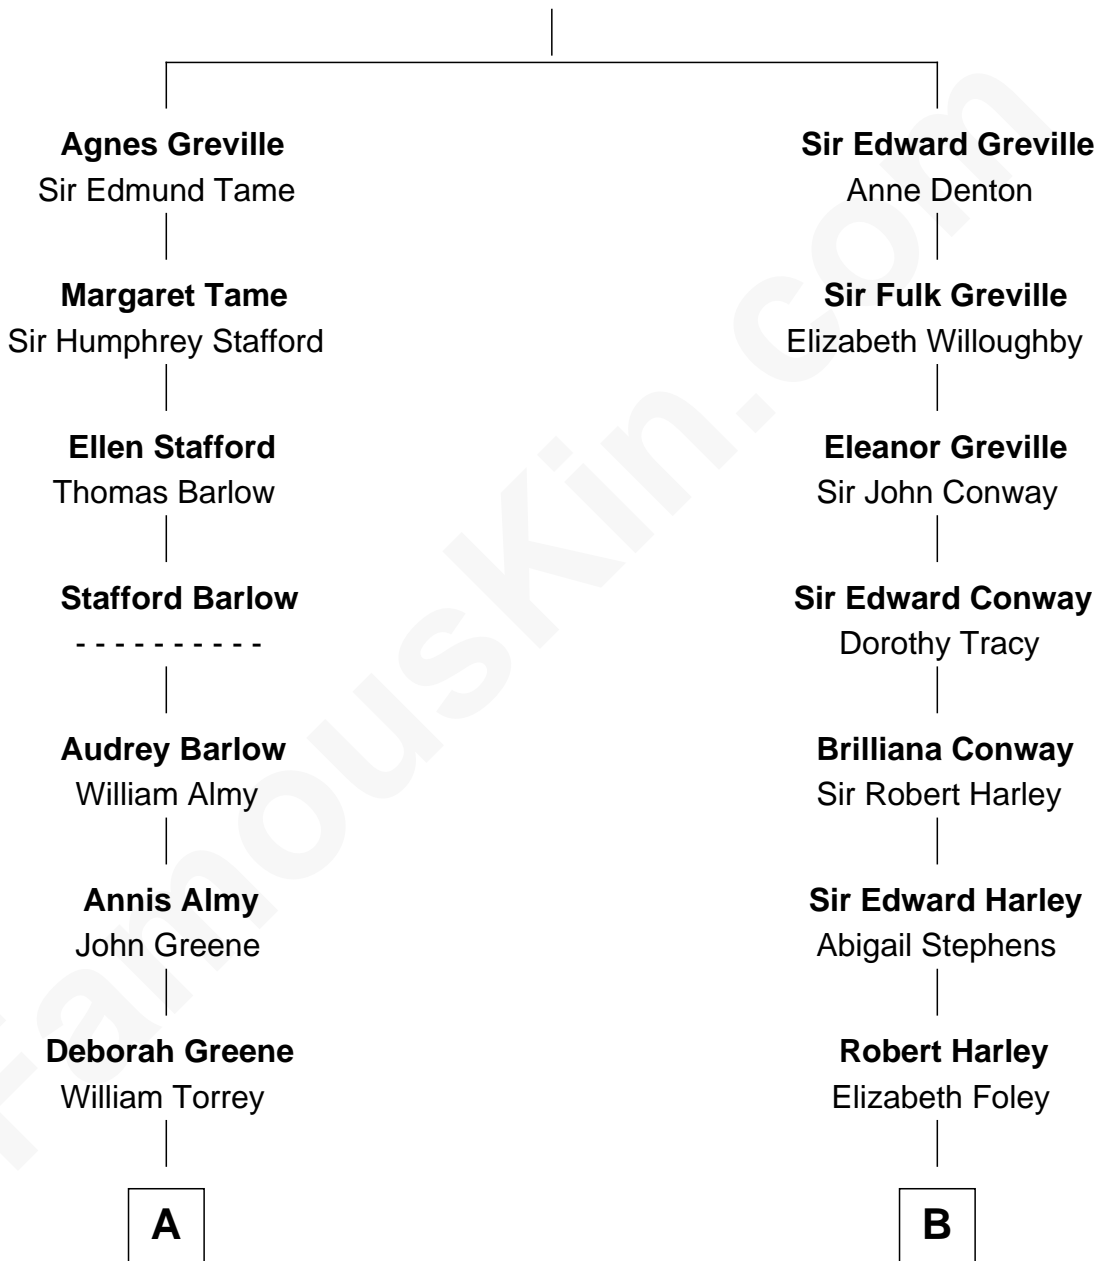 Agnes Greville
Sir Edmund Tame
Margaret Tame
Sir Humphrey Stafford
Ellen Stafford
Thomas Barlow
Stafford Barlow
- - - - - - - - - -
Audrey Barlow
William Almy
Annis Almy
John Greene
Deborah Greene
William Torrey
A
Sir Edward Greville
Anne Denton
Sir Fulk Greville
Elizabeth Willoughby
Eleanor Greville
Sir John Conway
Sir Edward Conway
Dorothy Tracy
Brilliana Conway
Sir Robert Harley
Sir Edward Harley
Abigail Stephens
Robert Harley
Elizabeth Foley
B
FamousKin.com